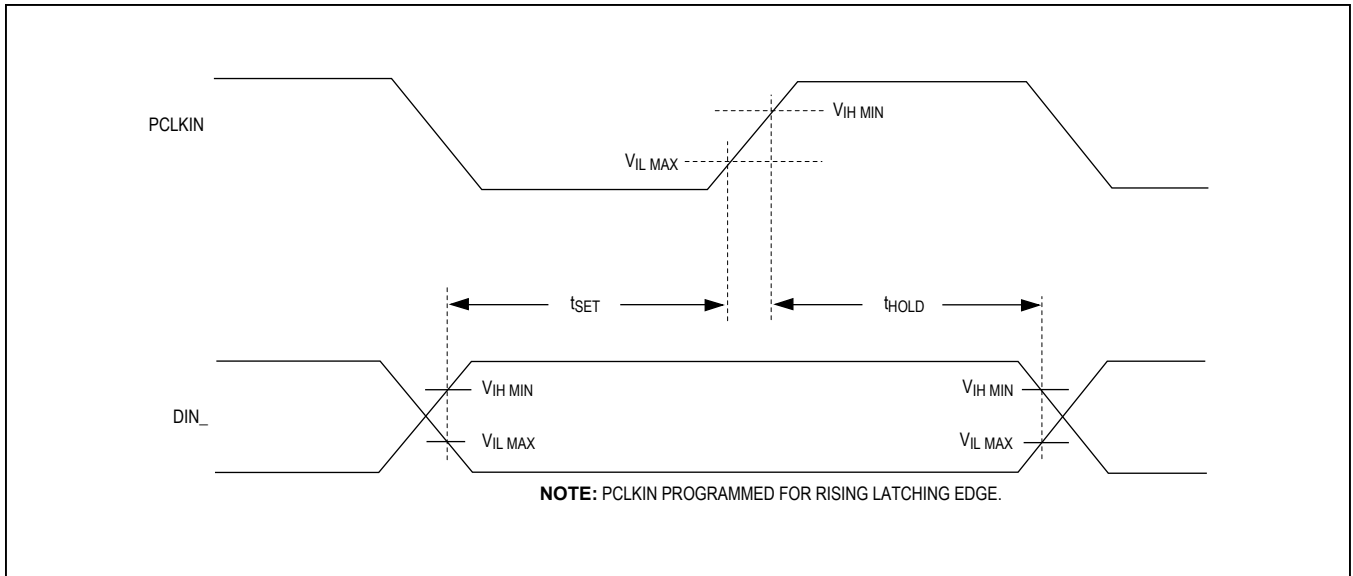 PCLKIN
VIH MIN
VIL MAX
tSET
tHOLD
VIH MIN
VIH MIN
DIN_
VIL MAX
VIL MAX
NOTE: PCLKIN PROGRAMMED FOR RISING LATCHING EDGE.